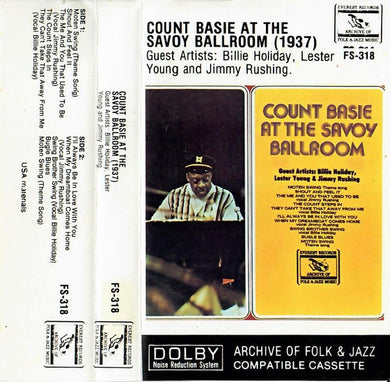 SIDE 1:
Moten Swing (Theme Song)
Shout And Feel It
The Me And You That Used To Be
(Vocal Jimmy Rushing)
The Count Steps In
They Can't Take That Away From Me
(Vocal Billie Holiday)
SIDE 2:
I'll Always Be In Love With You
When My Dreamboat Comes Home
(Vocal Jimmy Rushing)
Swing Brother Swing (Vocal Billie Holiday)
Bugle Blues
Moten Swing (Theme Song)
USA
FS-318
FS-318
COUNT BASIE AT THE
SAVOY BALLROOM (1937)
Guest Artists: Billie Holiday, Lester
Young and Jimmy Rushing.
EVEREST RECORDS
ARCHIVE OF
FOLK & JAZZ MUSIC
EVEREST RECORDS
ARCHIVE OF
FOLK & JAZZ MUSIC
COUNT BASIE AT THE
SAVOY BALLROOM (1937)
Guest Artists: Billie Holiday, Lester
Young and Jimmy Rushing.
EVEREST RECORDS
ARCHIVE OF
FOLK & JAZZ MUSIC
FS-318
COUNT BASIE
AT THE SAVOY
BALLROOM
Guest Artists: Billie Holiday,
Lester Young & Jimmy Rushing
MOTEN SWING Theme song
SHOUT AND FEEL IT
THE ME AND YOU THAT USED TO BE
vocal Jimmy Rushing
THE COUNT STEPS IN
THEY CAN'T TAKE THAT AWAY FROM ME
vocal Billie Holiday
I'LL ALWAYS BE IN LOVE WITH YOU
WHEN MY DREAMBOAT COMES HOME
vocal Jimmy Rushing
SWING BROTHER SWING
vocal Billie Holiday
BUGLE BLUES
MOTEN SWING
Theme song
EVEREST RECORDS
ARCHIVE OF
FOLK & JAZZ MUSIC
DOLBY
Noise Reduction System
ARCHIVE OF FOLK & JAZZ
COMPATIBLE CASSETTE